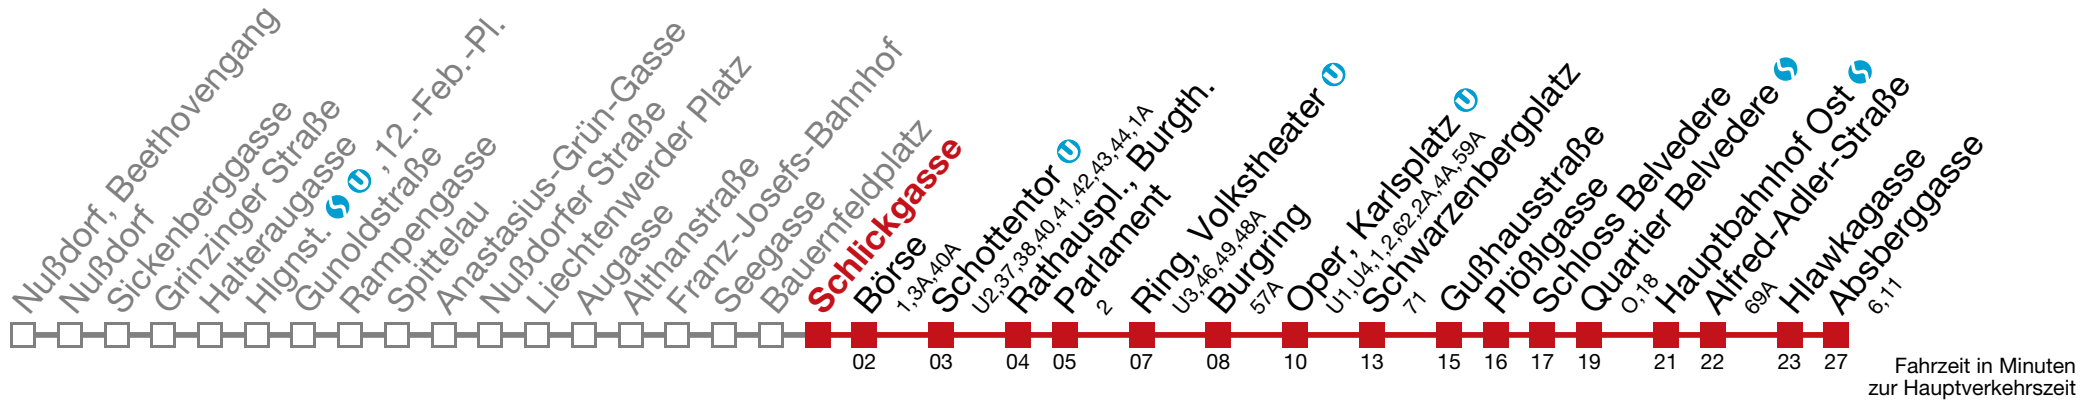 Nußdorf, Beethovengang
Nußdorf
Sickenberggasse
Grinzinger Straße
Halteraugasse
Hlgnst. S U ,12.-Feb.-Pl.
Gunoldstraße
Rampengasse
Spittelau
Anastasius-Grün-Gasse
Nußdorfer Straße
Liechtenwerder Platz
Augasse
Althanstraße
Franz-Josefs-Bahnhof
Seegasse
Bauernfeldplatz
Schlickgasse
Börse
1,3A,40A
Schottentor U
U2,37,38,40,41,42,43,44,1A
Rathauspl., Burgth.
Parlament
2
Ring, Volkstheater U
U3,46,49,48A
Burgring
57A
Oper, Karlsplatz U
U1,U4,1,2,62,2A,4A,59A
Schwarzenbergplatz
71
Gußhausstraße
Plößlgasse
Schloss Belvedere
Quartier Belvedere S
O,18
Hauptbahnhof Ost S
Alfred-Adler-Straße
69A
Hlawkagasse
Absberggasse
6,11
02 03 04 05 07 08 10 13 15 16 17 19 21 22 23 27
Fahrzeit in Minuten
zur Hauptverkehrszeit